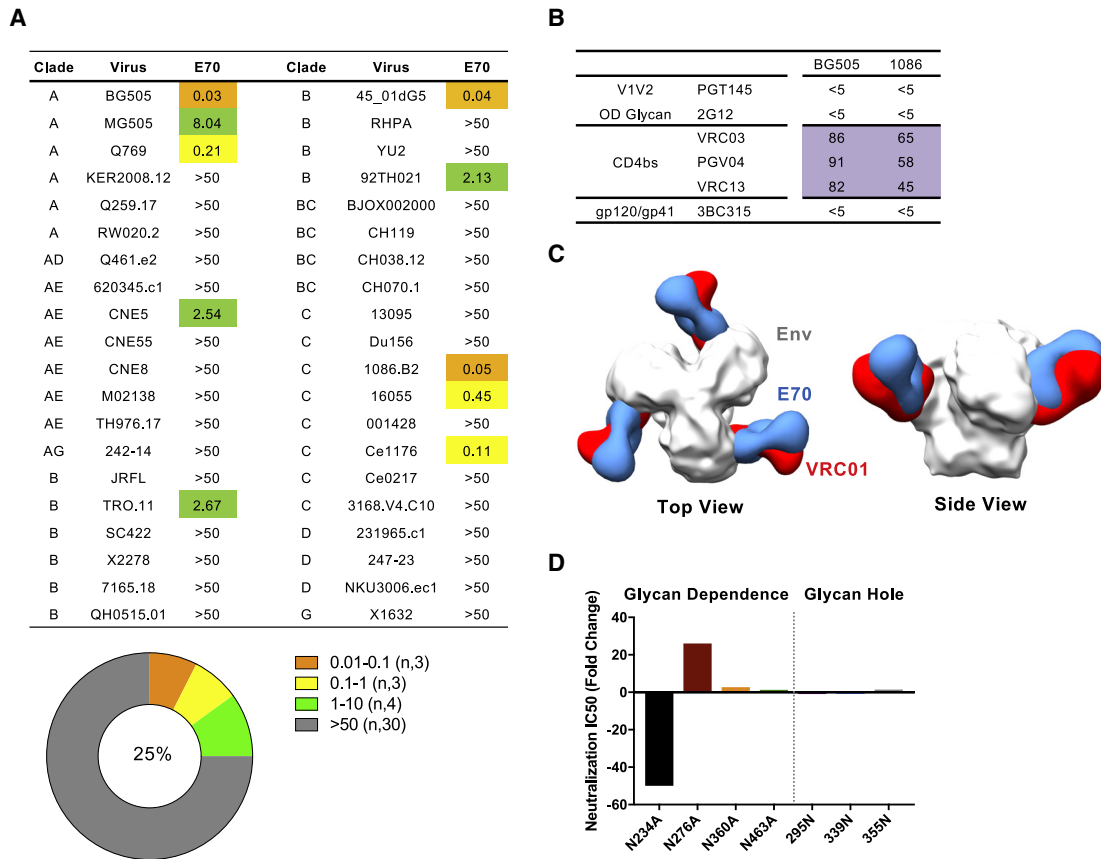 A
Clade Virus E70 Clade Virus E70
A BG505 0.03 B 45_01dG5 0.04
A MG505 8.04 B RHPA >50
A Q769 0.21 B YU2 >50
A KER2008.12 >50 B 92TH021 2.13
A Q259.17 >50 BC BJOX002000 >50
A RW020.2 >50 BC CH119 >50
AD Q461.e2 >50 BC CH038.12 >50
AE 620345.c1 >50 BC CH070.1 >50
AE CNE5 2.54 C 13095 >50
AE CNE55 >50 C Du156 >50
AE CNE8 >50 C 1086.B2 0.05
AE M02138 >50 C 16055 0.45
AE TH976.17 >50 C 001428 >50
AG 242-14 >50 C Ce1176 0.11
B JRFL >50 C Ce0217 >50
B TRO.11 2.67 C 3168.V4.C10 >50
B SC422 >50 D 231965.c1 >50
B X2278 >50 D 247-23 >50
B 7165.18 >50 D NKU3006.ec1 >50
B QH0515.01 >50 G X1632 >50
25%
0.01-0.1 (n,3)
0.1-1 (n,3)
1-10 (n,4)
>50 (n,30)
B
BG505 1086
V1V2 PGT145 <5 <5
OD Glycan 2G12 <5 <5
VRC03 86 65
CD4bs PGV04 91 58
VRC13 82 45
gp120/gp41 3BC315 <5 <5
C
Env
E70
VRC01
Top View
Side View
D
Glycan Dependence Glycan Hole
Neutralization IC50 (Fold Change)
40
20
0
-20
-40
-60
N234A N276A N360A N463A 295N 339N 355N